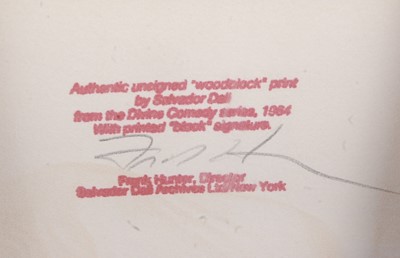 Authentic unsigned "woodblock" print
by Salvador Dali
from the Divine Comedy series, 1964
With printed "block" signature.
Frank Hunter, Director
Salvador Dali Archives Ltd/New York